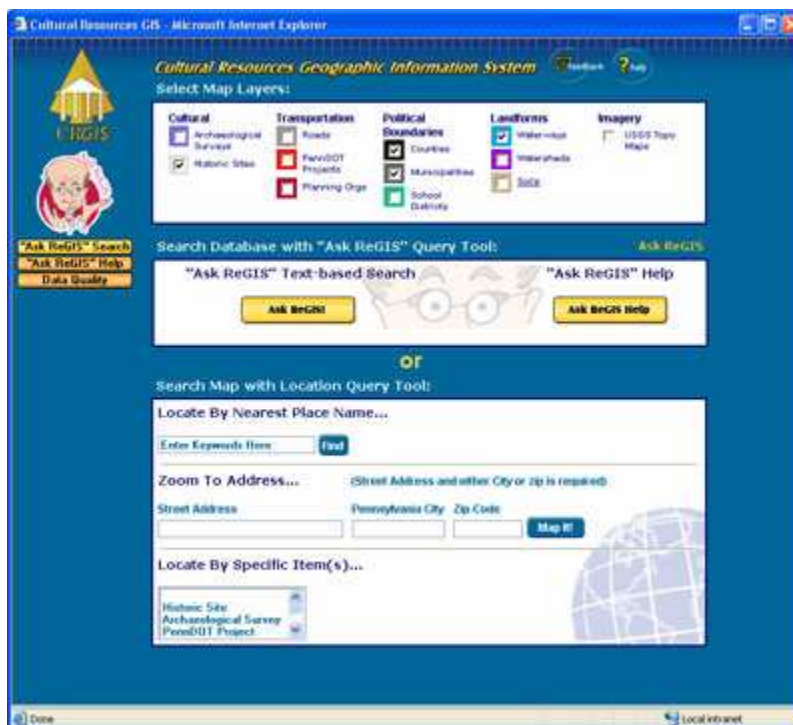 Cultural Resources GIS - Microsoft Internet Explorer
Cultural Resources Geographic Information System
Feedback
Help
Select Map Layers:
CRGIS
Cultural
Archaeological Surveys
Historic Sites
Transportation
Roads
PennDOT Projects
Planning Orgs
Political Boundaries
Counties
Municipalities
School Districts
Landforms
Waterways
Watersheds
Soils
Imagery
USGS Topo Maps
"Ask ReGIS" Search
"Ask ReGIS" Help
Data Quality
Search Database with "Ask ReGIS" Query Tool:
Ask ReGIS
"Ask ReGIS" Text-based Search
"Ask ReGIS" Help
Ask ReGIS!
Ask ReGIS Help
or
Search Map with Location Query Tool:
Locate By Nearest Place Name...
Enter Keywords Here
Find
Zoom To Address...
(Street Address and either City or zip is required)
Street Address
Pennsylvania City
Zip Code
Map It!
Locate By Specific Item(s)...
Historic Site
Archaeological Survey
PennDOT Project
Done
Local intranet